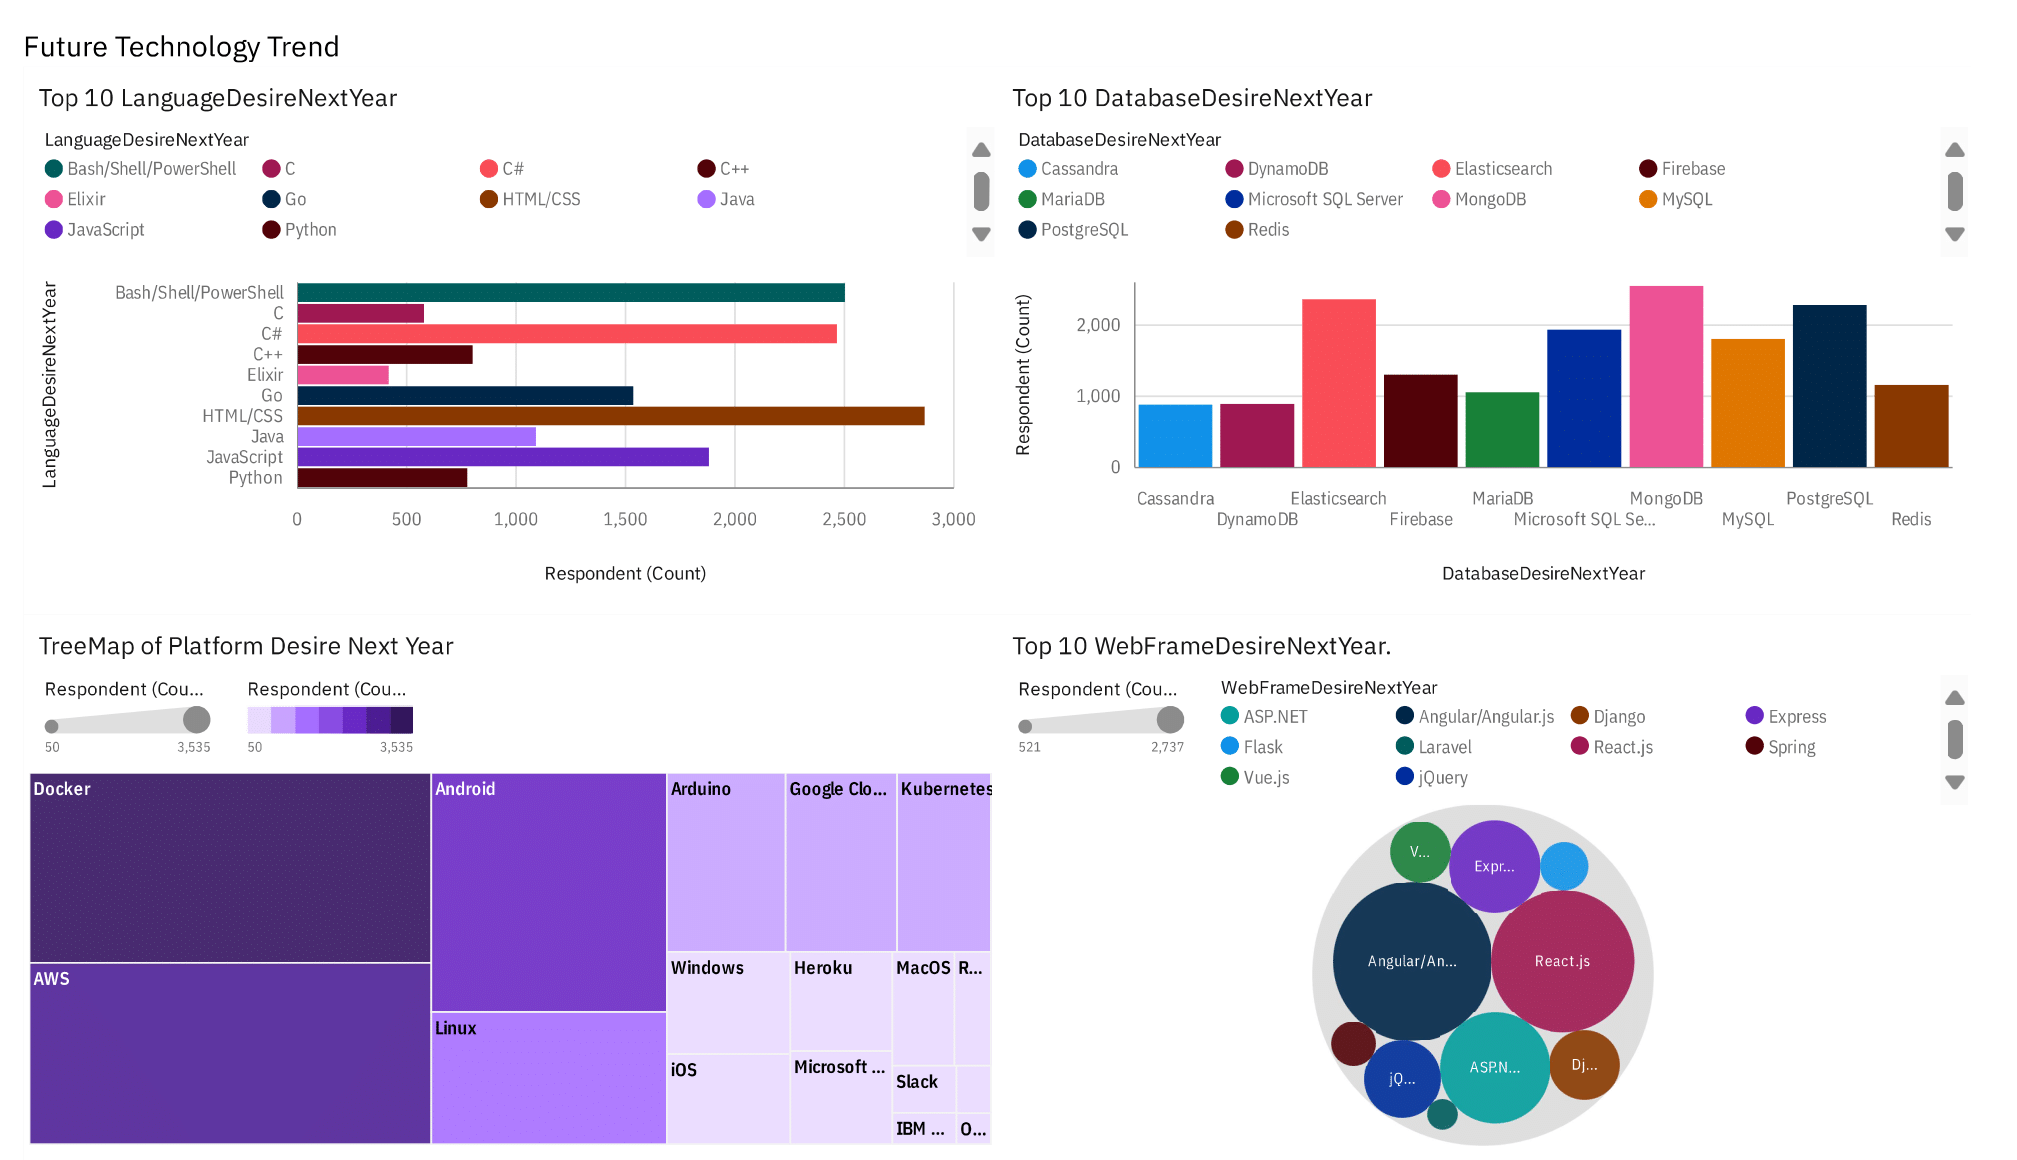 Future Technology Trend
Top 10 LanguageDesireNextYear
LanguageDesireNextYear
Bash/Shell/PowerShell C C# C++
Elixir Go HTML/CSS Java
JavaScript Python
LanguageDesireNextYear
Bash/Shell/PowerShell
C
C#
C++
Elixir
Go
HTML/CSS
Java
JavaScript
Python
0 500 1,000 1,500 2,000 2,500 3,000
Respondent (Count)
Top 10 DatabaseDesireNextYear
DatabaseDesireNextYear
Cassandra DynamoDB Elasticsearch Firebase
MariaDB Microsoft SQL Server MongoDB MySQL
PostgreSQL Redis
Respondent (Count)
2,000
1,000
0
Cassandra Elasticsearch MariaDB MongoDB PostgreSQL
DynamoDB Firebase Microsoft SQL Se... MySQL Redis
DatabaseDesireNextYear
TreeMap of Platform Desire Next Year
Respondent (Cou... Respondent (Cou...
50 3,535 50 3,535
Docker Android Arduino Google Clo... Kubernetes
AWS Windows Heroku MacOS R...
Linux iOS Microsoft ... Slack
IBM ... O...
Top 10 WebFrameDesireNextYear.
Respondent (Cou... WebFrameDesireNextYear
521 2,737
ASP.NET Angular/Angular.js Django Express
Flask Laravel React.js Spring
Vue.js jQuery
V... Expr...
Angular/An... React.js
jQ... ASP.N... Dj...